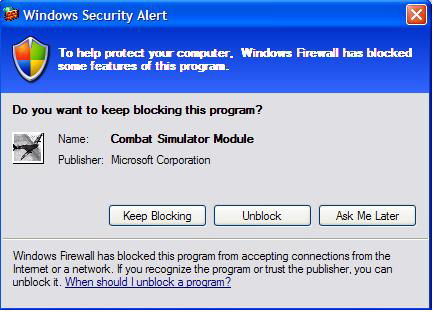 Windows Security Alert
To help protect your computer, Windows Firewall has blocked
some features of this program.
Do you want to keep blocking this program?
Name: Combat Simulator Module
Publisher: Microsoft Corporation
Keep Blocking Unblock Ask Me Later
Windows Firewall has blocked this program from accepting connections from the
Internet or a network. If you recognize the program or trust the publisher, you can
unblock it. When should I unblock a program?